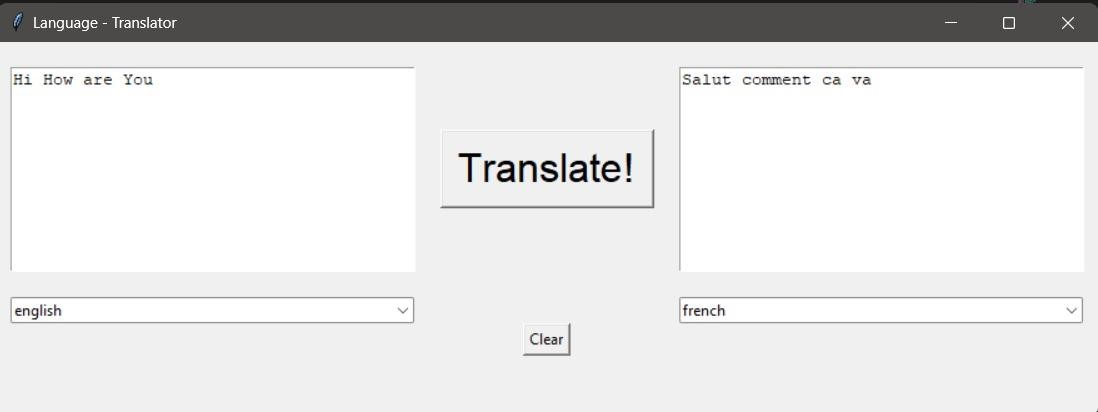 Language - Translator
Hi How are You
Salut comment ca va
Translate!
english
french
Clear